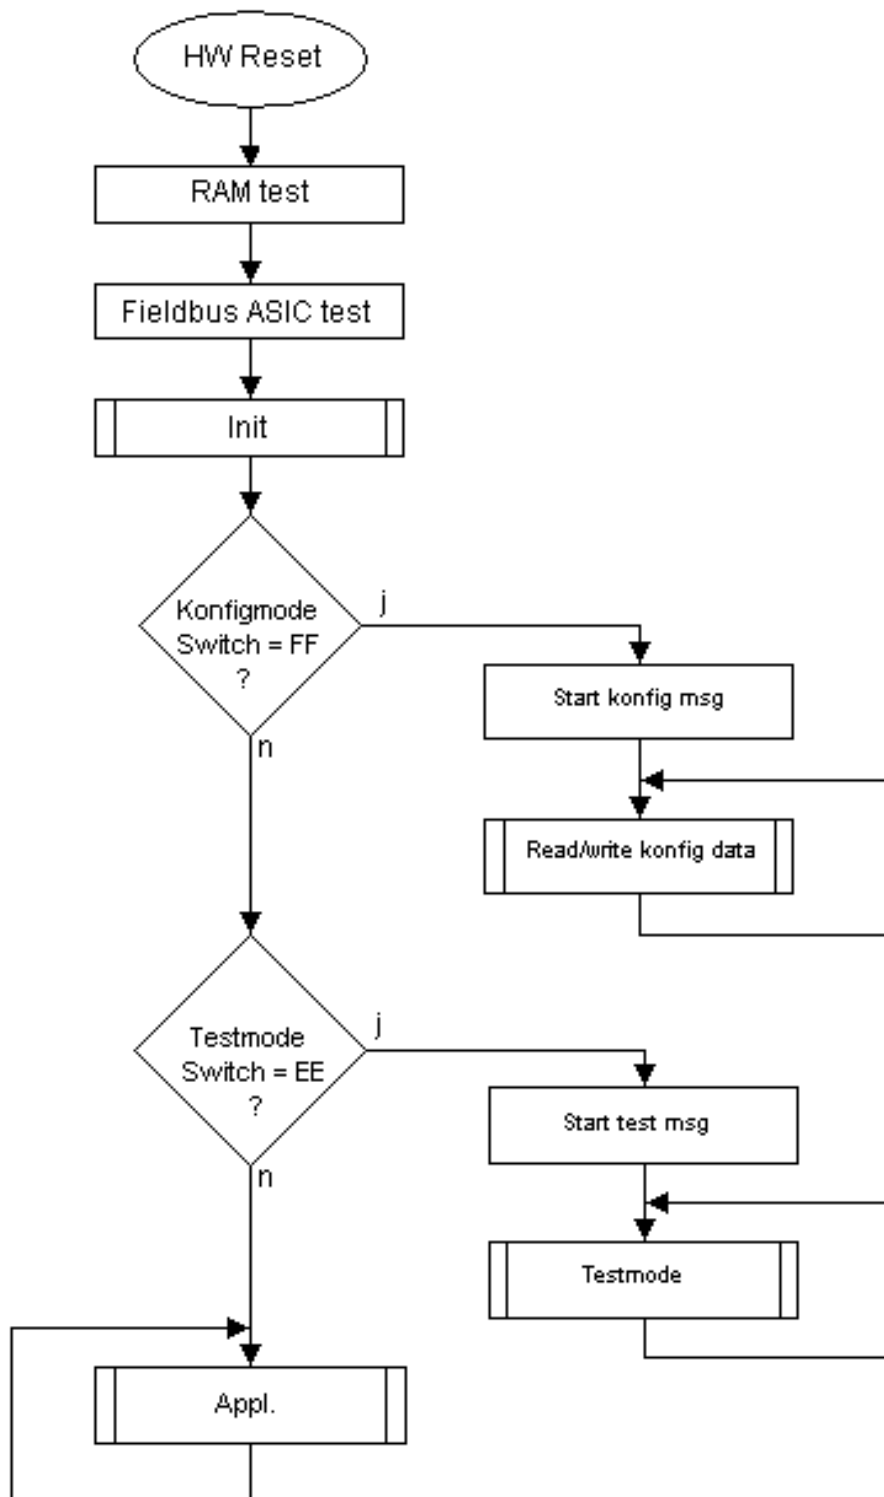 HW Reset
RAM test
Fieldbus ASIC test
Init
Konfigmode
Switch = FF
?
j
n
Start konfig msg
Read/write konfig data
Testmode
Switch = EE
?
j
n
Start test msg
Testmode
Appl.